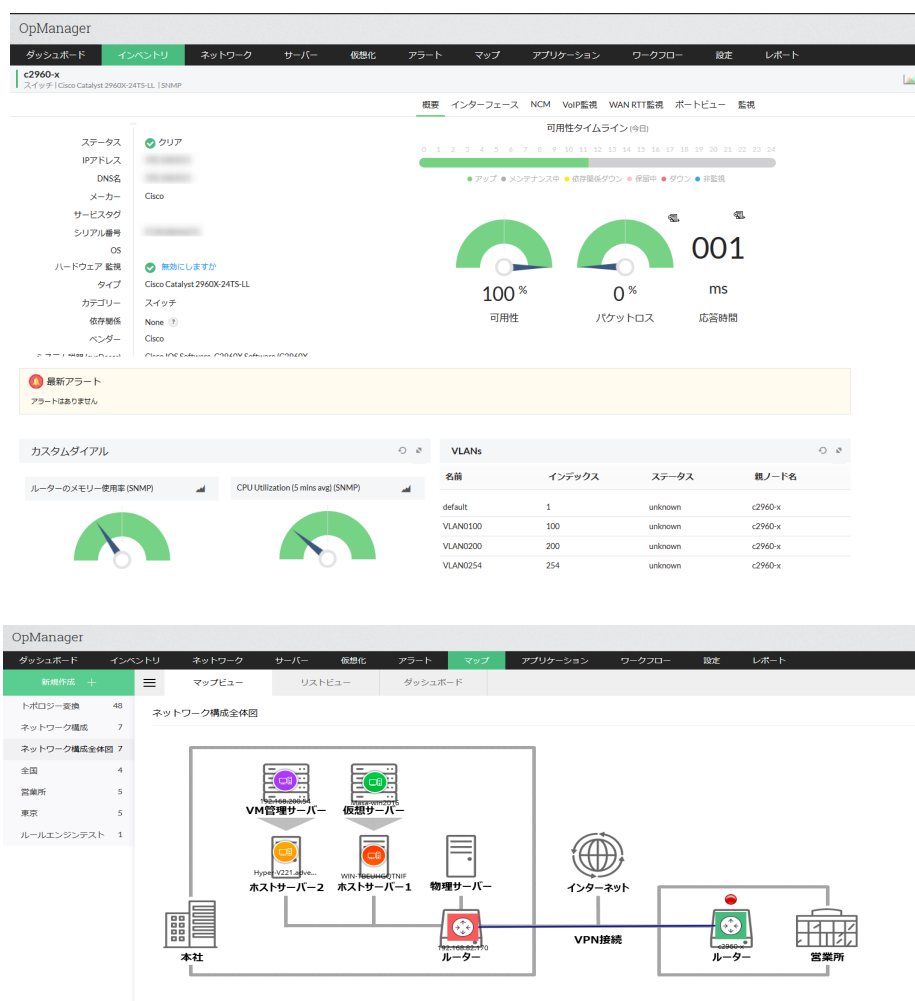 OpManager
ダッシュボード インベントリ ネットワーク サーバー 仮想化 アラート マップ アプリケーション ワークフロー 設定 レポート
c2960-x
スイッチ | Cisco Catalyst 2960X-24TS-LL | SNMP
概要 インターフェース NCM VoIP監視 WAN RTT監視 ポートビュー 監視
ステータス クリア
IPアドレス
DNS名
メーカー Cisco
サービスタグ
シリアル番号
OS
ハードウェア 監視 無効にしますか
タイプ Cisco Catalyst 2960X-24TS-LL
カテゴリー スイッチ
依存関係 None ?
ベンダー Cisco
可用性タイムライン (今日)
0 1 2 3 4 5 6 7 8 9 10 11 12 13 14 15 16 17 18 19 20 21 22 23 24
アップ メンテナンス中 依存関係ダウン 保留中 ダウン 非監視
100 % 0 % 001 ms
可用性 パケットロス 応答時間
最新アラート
アラートはありません
カスタムダイアル
ルーターのメモリー使用率 (SNMP) CPU Utilization (5 mins avg) (SNMP)
VLANs
名前 インデックス ステータス 親ノード名
default 1 unknown c2960-x
VLAN0100 100 unknown c2960-x
VLAN0200 200 unknown c2960-x
VLAN0254 254 unknown c2960-x
OpManager
ダッシュボード インベントリ ネットワーク サーバー 仮想化 アラート マップ アプリケーション ワークフロー 設定 レポート
新規作成 +
マップビュー リストビュー ダッシュボード
トポロジー変換 48
ネットワーク構成 7
ネットワーク構成全体図 7
全国 4
営業所 5
東京 5
ルールエンジンテスト 1
ネットワーク構成全体図
192.168.200.54
VM管理サーバー 仮想サーバー
Hyper-V221.adve...
ホストサーバー2 ホストサーバー1 物理サーバー インターネット
192.168.82.170
VPN接続
c2960-x
本社 ルーター ルーター 営業所